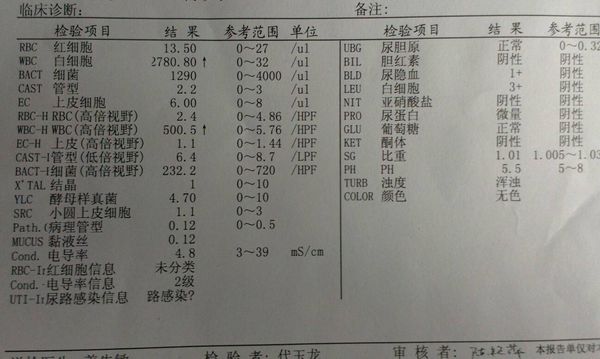 临床诊断: 备注:
检验项目 结 果 参考范围 单位
RBC 红细胞 13.50 0～27 /ul
WBC 白细胞 2780.80↑ 0～32 /ul
BACT 细菌 1290 0～4000 /ul
CAST 管型 2.2 0～3 /ul
EC 上皮细胞 6.00 0～8 /ul
RBC-H RBC(高倍视野) 2.4 0～4.86 /HPF
WBC-H WBC(高倍视野) 500.5↑ 0～5.76 /HPF
EC-H 上皮(高倍视野) 1.1 0～1.44 /HPF
CAST-I管型(低倍视野) 6.4 0～8.7 /LPF
BACT-I细菌(高倍视野) 232.2 0～720 /HPF
X'TAL 结晶 1 0～10
YLC 酵母样真菌 4.70 0～10
SRC 小圆上皮细胞 1.1 0～3
Path.(病理管型 0.12 0～0.5
MUCUS 黏液丝 0.12
Cond. 电导率 4.8 3～39 mS/cm
RBC-In红细胞信息 未分类
Cond.-电导率信息 2级
UTI-In尿路感染信息 路感染?
检验项目 结 果 参考范围
UBG 尿胆原 正常 0～0.32
BIL 胆红素 阴性 阴性
BLD 尿隐血 1+ 阴性
LEU 白细胞 3+ 阴性
NIT 亚硝酸盐 阴性 阴性
PRO 尿蛋白 微量 阴性
GLU 葡萄糖 正常 阴性
KET 酮体 阴性 阴性
SG 比重 1.01 1.005～1.03
PH PH 5.5 5～8
TURB 浊度 浑浊
COLOR 颜色 无色
检 验 者: 代玉龙 审 核 者: 本报告单仅对本